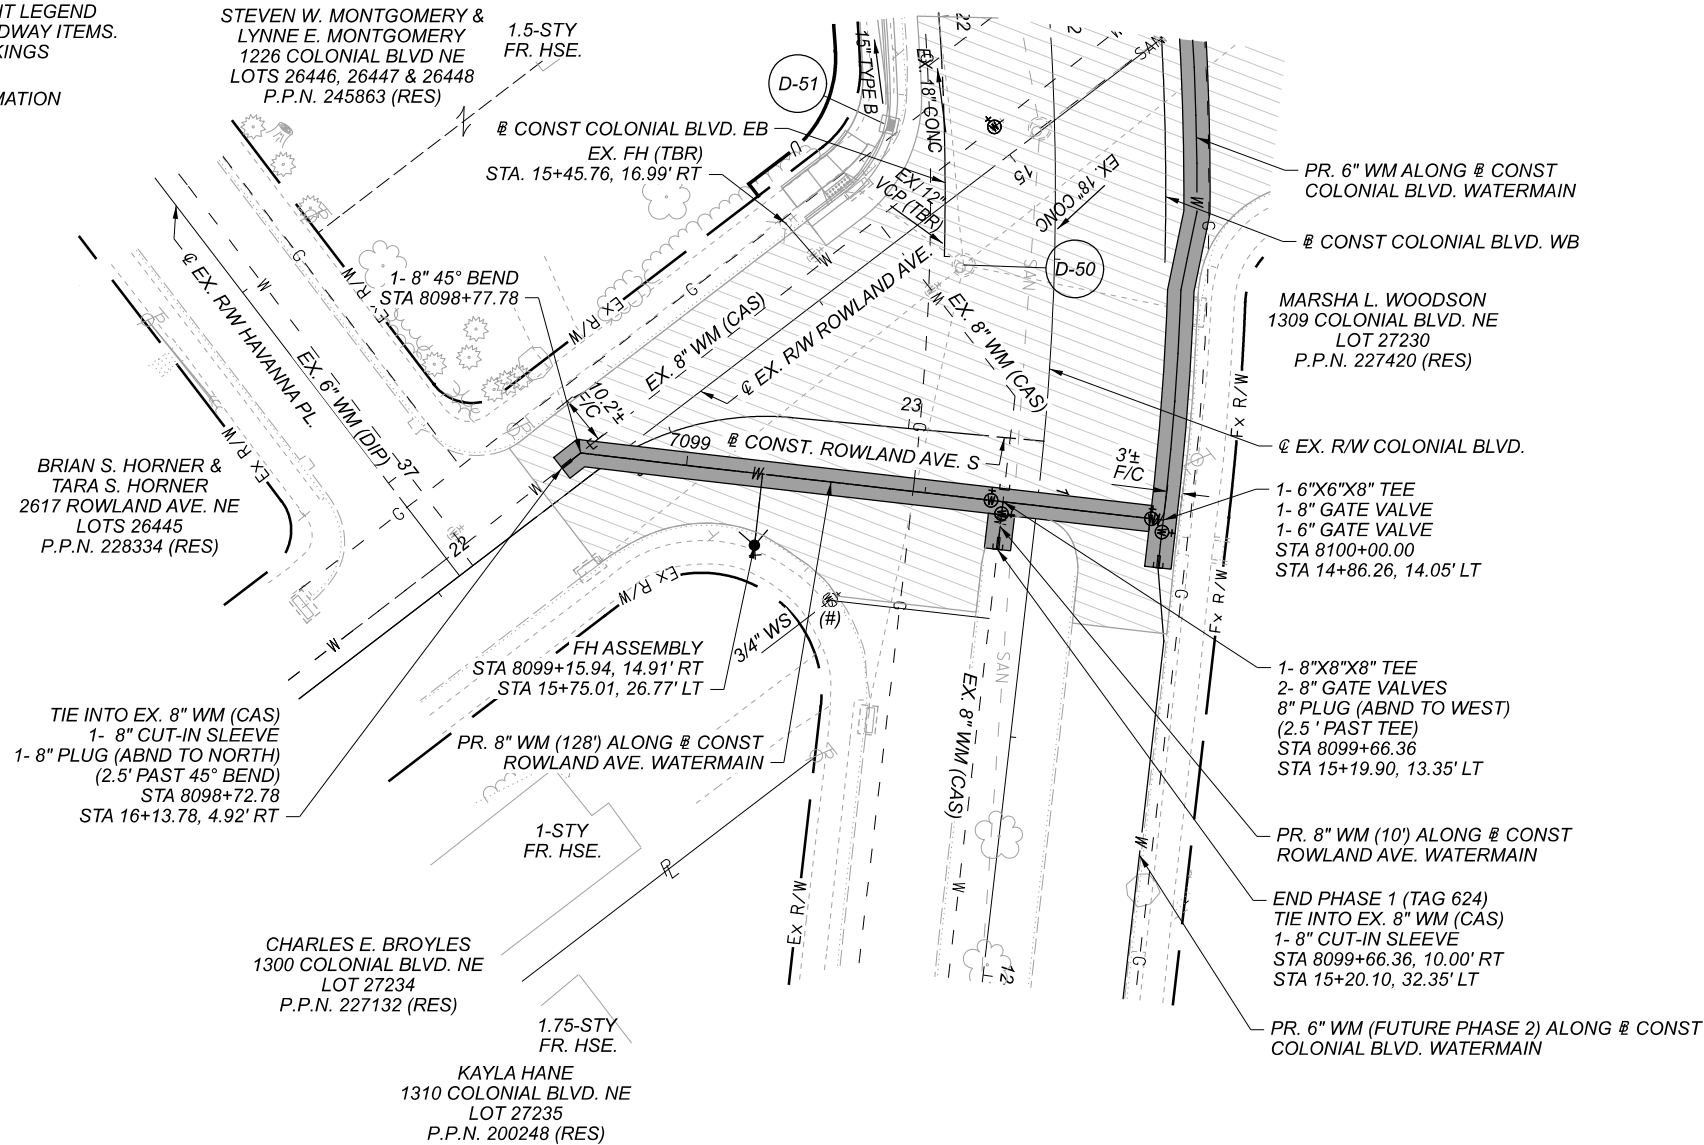 NT LEGEND
DWAY ITEMS.
KINGS
MATION
STEVEN W. MONTGOMERY &
LYNNE E. MONTGOMERY
1226 COLONIAL BLVD NE
LOTS 26446, 26447 & 26448
P.P.N. 245863 (RES)
1.5-STY
FR. HSE.
D-51
15" TYPE B
EX. 18" CONC
22
SAN
℄ CONST COLONIAL BLVD. EB
EX. FH (TBR)
STA. 15+45.76, 16.99' RT
EX. 12"
VCP (TBR)
15
EX. 18" CONC
D-50
PR. 6" WM ALONG ℄ CONST
COLONIAL BLVD. WATERMAIN
℄ CONST COLONIAL BLVD. WB
MARSHA L. WOODSON
1309 COLONIAL BLVD. NE
LOT 27230
P.P.N. 227420 (RES)
1- 8" 45° BEND
STA 8098+77.78
℄ EX. R/W HAVANNA PL.
EX. 6" WM (DIP)
37
22
EX R/W
EX R/W
EX R/W
10.2'±
F/C
EX. 8" WM (CAS)
℄ EX. R/W ROWLAND AVE.
EX. 8" WM (CAS)
SAN
23
7099
℄ CONST. ROWLAND AVE. S
3'±
F/C
Ex R/W
℄ EX. R/W COLONIAL BLVD.
BRIAN S. HORNER &
TARA S. HORNER
2617 ROWLAND AVE. NE
LOTS 26445
P.P.N. 228334 (RES)
1- 6"X6"X8" TEE
1- 8" GATE VALVE
1- 6" GATE VALVE
STA 8100+00.00
STA 14+86.26, 14.05' LT
EX R/W
Ex R/W
3/4" WS
(#)
FH ASSEMBLY
STA 8099+15.94, 14.91' RT
STA 15+75.01, 26.77' LT
1- 8"X8"X8" TEE
2- 8" GATE VALVES
8" PLUG (ABND TO WEST)
(2.5 ' PAST TEE)
STA 8099+66.36
STA 15+19.90, 13.35' LT
TIE INTO EX. 8" WM (CAS)
1- 8" CUT-IN SLEEVE
1- 8" PLUG (ABND TO NORTH)
(2.5' PAST 45° BEND)
STA 8098+72.78
STA 16+13.78, 4.92' RT
PR. 8" WM (128') ALONG ℄ CONST
ROWLAND AVE. WATERMAIN
SAN
EX. 8" WM (CAS)
1-STY
FR. HSE.
PR. 8" WM (10') ALONG ℄ CONST
ROWLAND AVE. WATERMAIN
END PHASE 1 (TAG 624)
TIE INTO EX. 8" WM (CAS)
1- 8" CUT-IN SLEEVE
STA 8099+66.36, 10.00' RT
STA 15+20.10, 32.35' LT
Ex R/W
CHARLES E. BROYLES
1300 COLONIAL BLVD. NE
LOT 27234
P.P.N. 227132 (RES)
12
1.75-STY
FR. HSE.
PR. 6" WM (FUTURE PHASE 2) ALONG ℄ CONST
COLONIAL BLVD. WATERMAIN
KAYLA HANE
1310 COLONIAL BLVD. NE
LOT 27235
P.P.N. 200248 (RES)